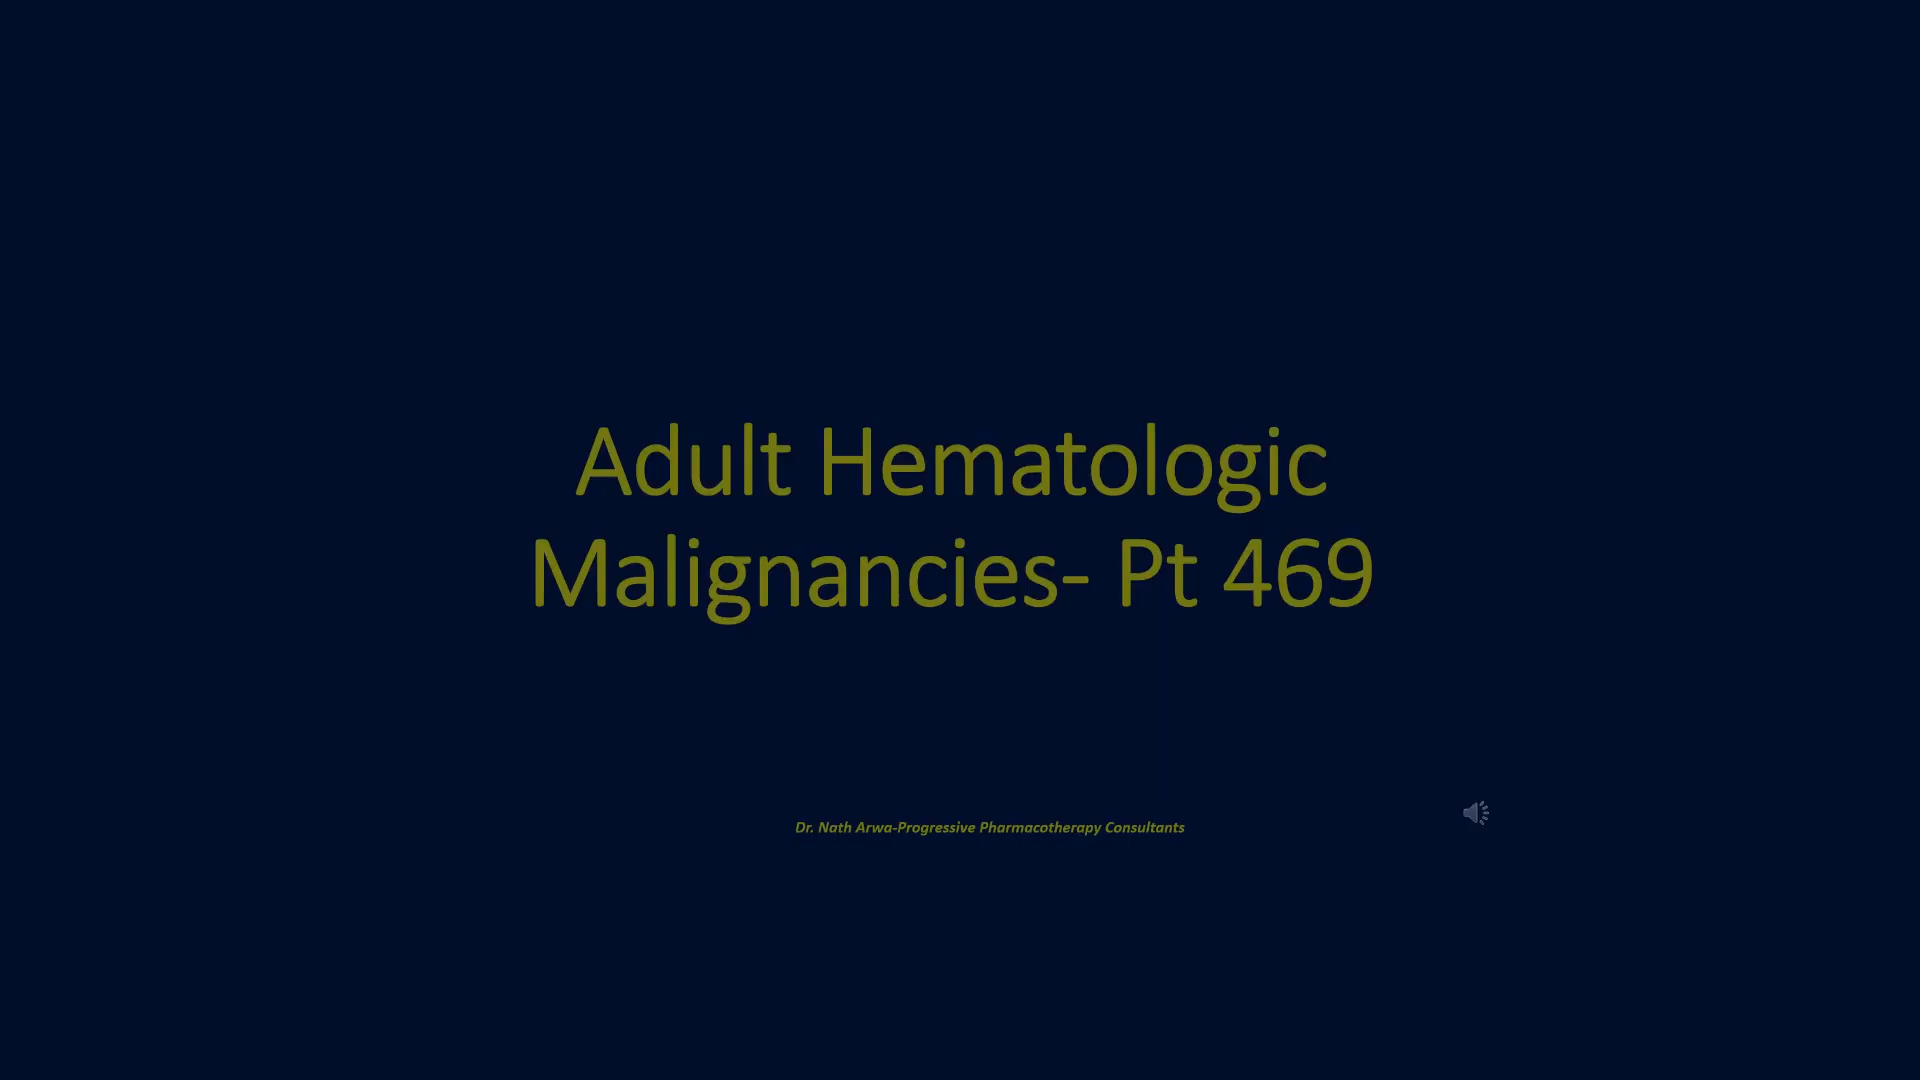 Adult Hematologic
Malignancies- Pt 469
Dr. Nath Arwa-Progressive Pharmacotherapy Consultants